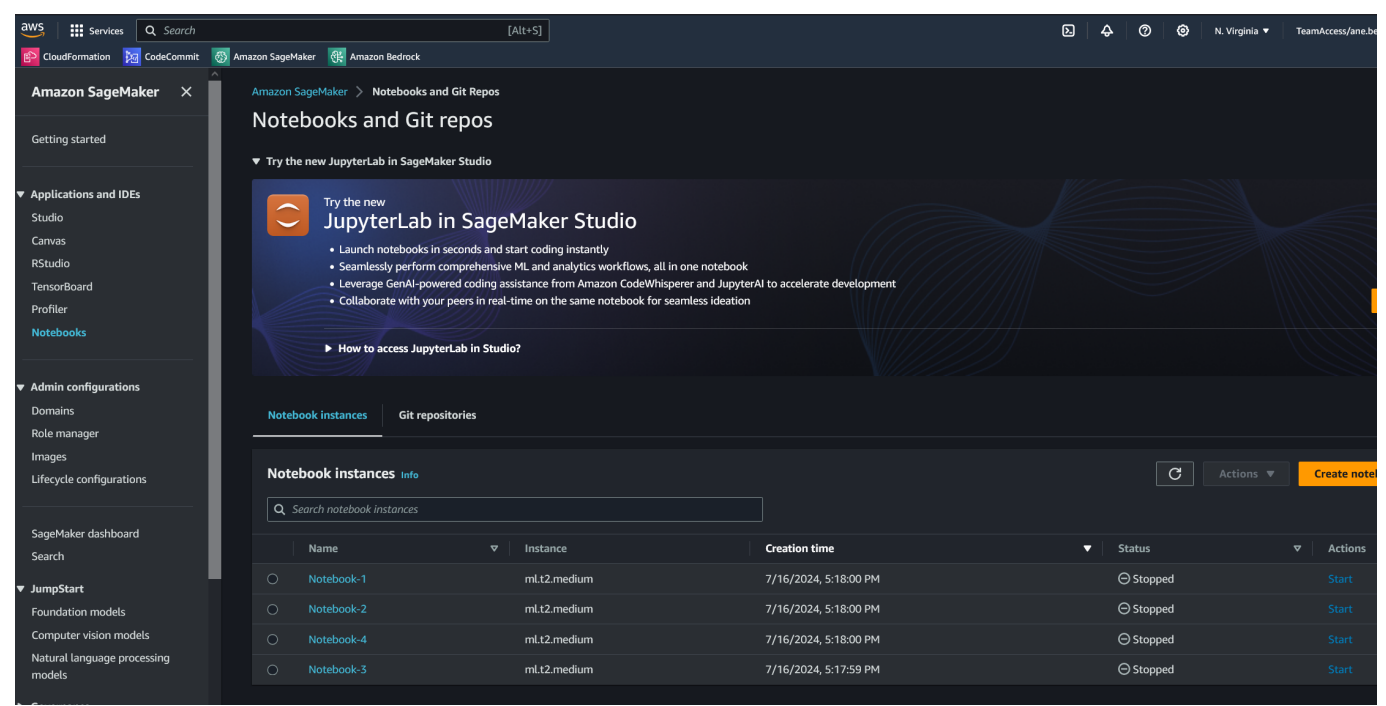 aws Services Search [Alt+S] N. Virginia ▼ TeamAccess/ane.be
CloudFormation CodeCommit Amazon SageMaker Amazon Bedrock
Amazon SageMaker
Getting started
Applications and IDEs
Studio
Canvas
RStudio
TensorBoard
Profiler
Notebooks
Admin configurations
Domains
Role manager
Images
Lifecycle configurations
SageMaker dashboard
Search
JumpStart
Foundation models
Computer vision models
Natural language processing
models
Amazon SageMaker > Notebooks and Git Repos
Notebooks and Git repos
Try the new JupyterLab in SageMaker Studio
Try the new
JupyterLab in SageMaker Studio
• Launch notebooks in seconds and start coding instantly
• Seamlessly perform comprehensive ML and analytics workflows, all in one notebook
• Leverage GenAI-powered coding assistance from Amazon CodeWhisperer and JupyterAI to accelerate development
• Collaborate with your peers in real-time on the same notebook for seamless ideation
How to access JupyterLab in Studio?
Notebook instances Git repositories
Notebook instances Info Actions Create note
Search notebook instances
Name Instance Creation time Status Actions
Notebook-1 ml.t2.medium 7/16/2024, 5:18:00 PM Stopped Start
Notebook-2 ml.t2.medium 7/16/2024, 5:18:00 PM Stopped Start
Notebook-4 ml.t2.medium 7/16/2024, 5:18:00 PM Stopped Start
Notebook-3 ml.t2.medium 7/16/2024, 5:17:59 PM Stopped Start